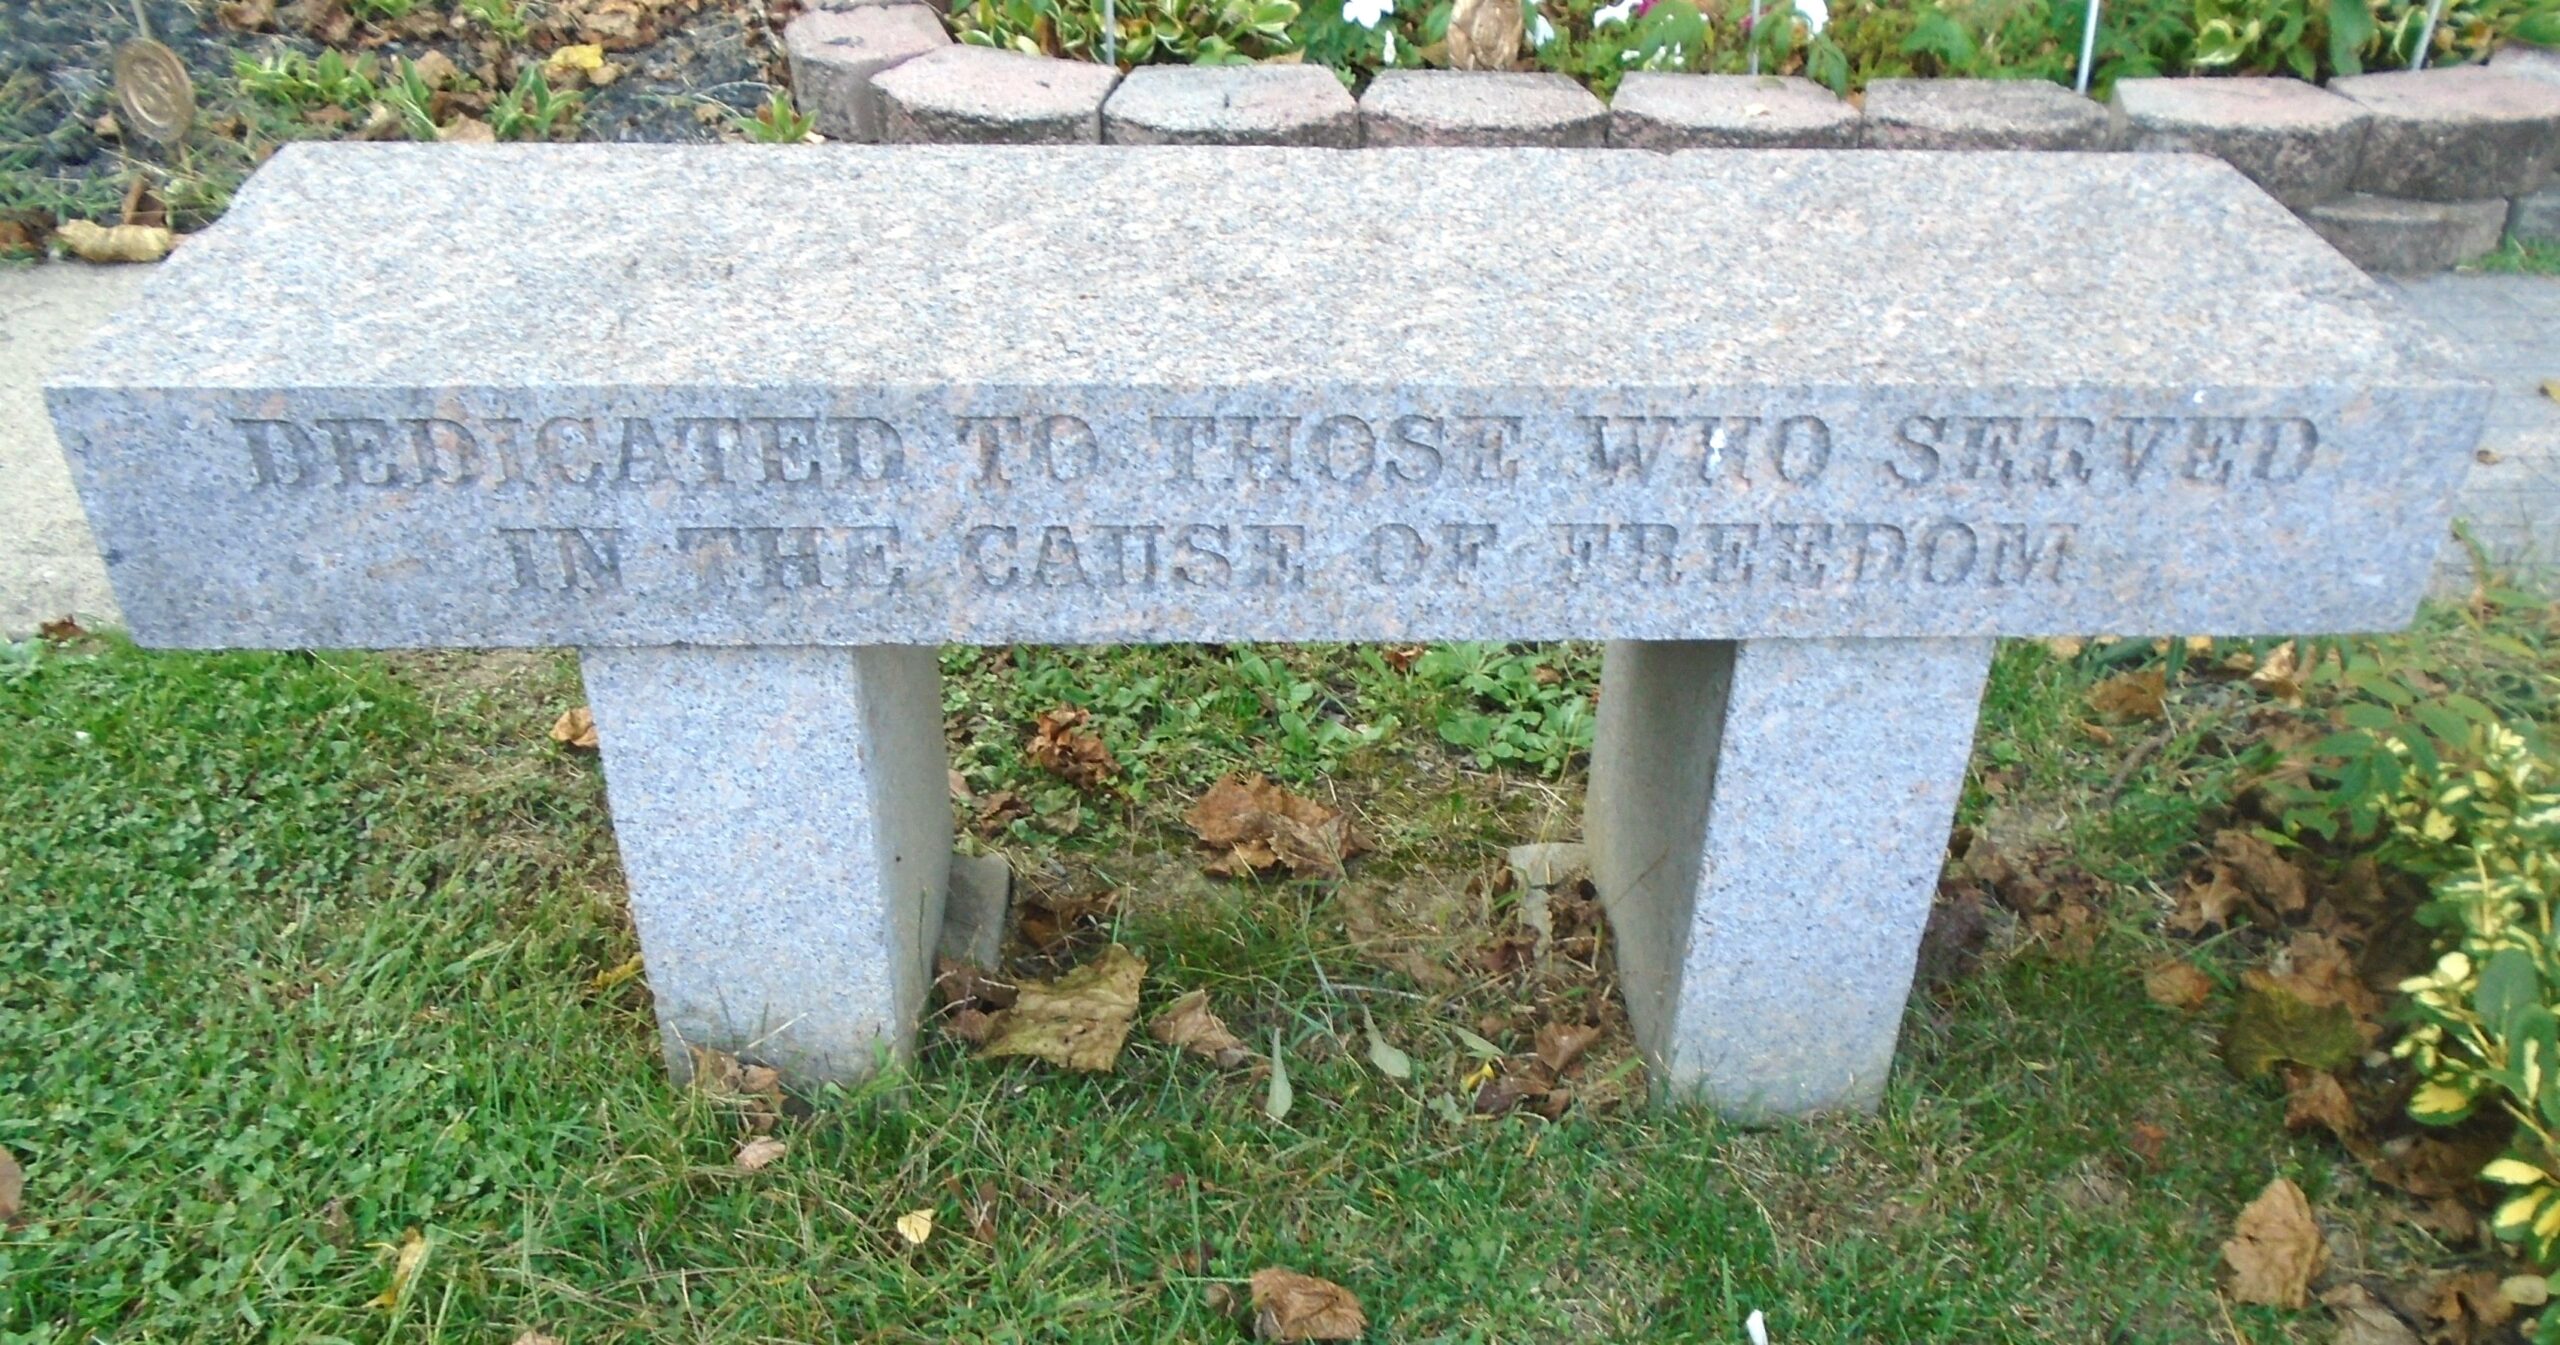 DEDICATED TO THOSE WHO SERVED
IN THE CAUSE OF FREEDOM